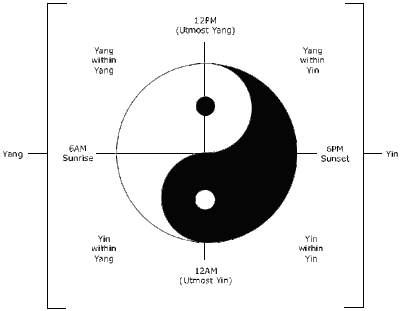 12PM
(Utmost Yang)
Yang
within
Yang
Yang
within
Yin
Yang
6AM
Sunrise
6PM
Sunset
Yin
Yin
within
Yang
Yin
within
Yin
12AM
(Utmost Yin)